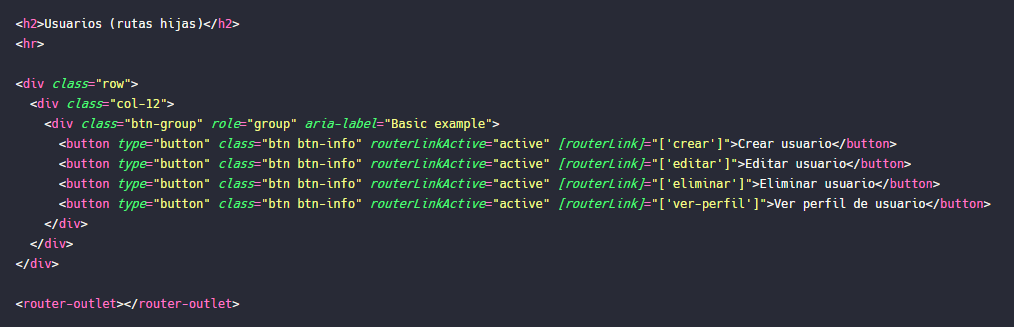 <h2>Usuarios (rutas hijas)</h2>
<hr>
<div class="row">
<div class="col-12">
<div class="btn-group" role="group" aria-label="Basic example">
<button type="button" class="btn btn-info" routerLinkActive="active" [routerLink]="['crear']">Crear usuario</button>
<button type="button" class="btn btn-info" routerLinkActive="active" [routerLink]="['editar']">Editar usuario</button>
<button type="button" class="btn btn-info" routerLinkActive="active" [routerLink]="['eliminar']">Eliminar usuario</button>
<button type="button" class="btn btn-info" routerLinkActive="active" [routerLink]="['ver-perfil']">Ver perfil de usuario</button>
</div>
</div>
</div>
<router-outlet></router-outlet>